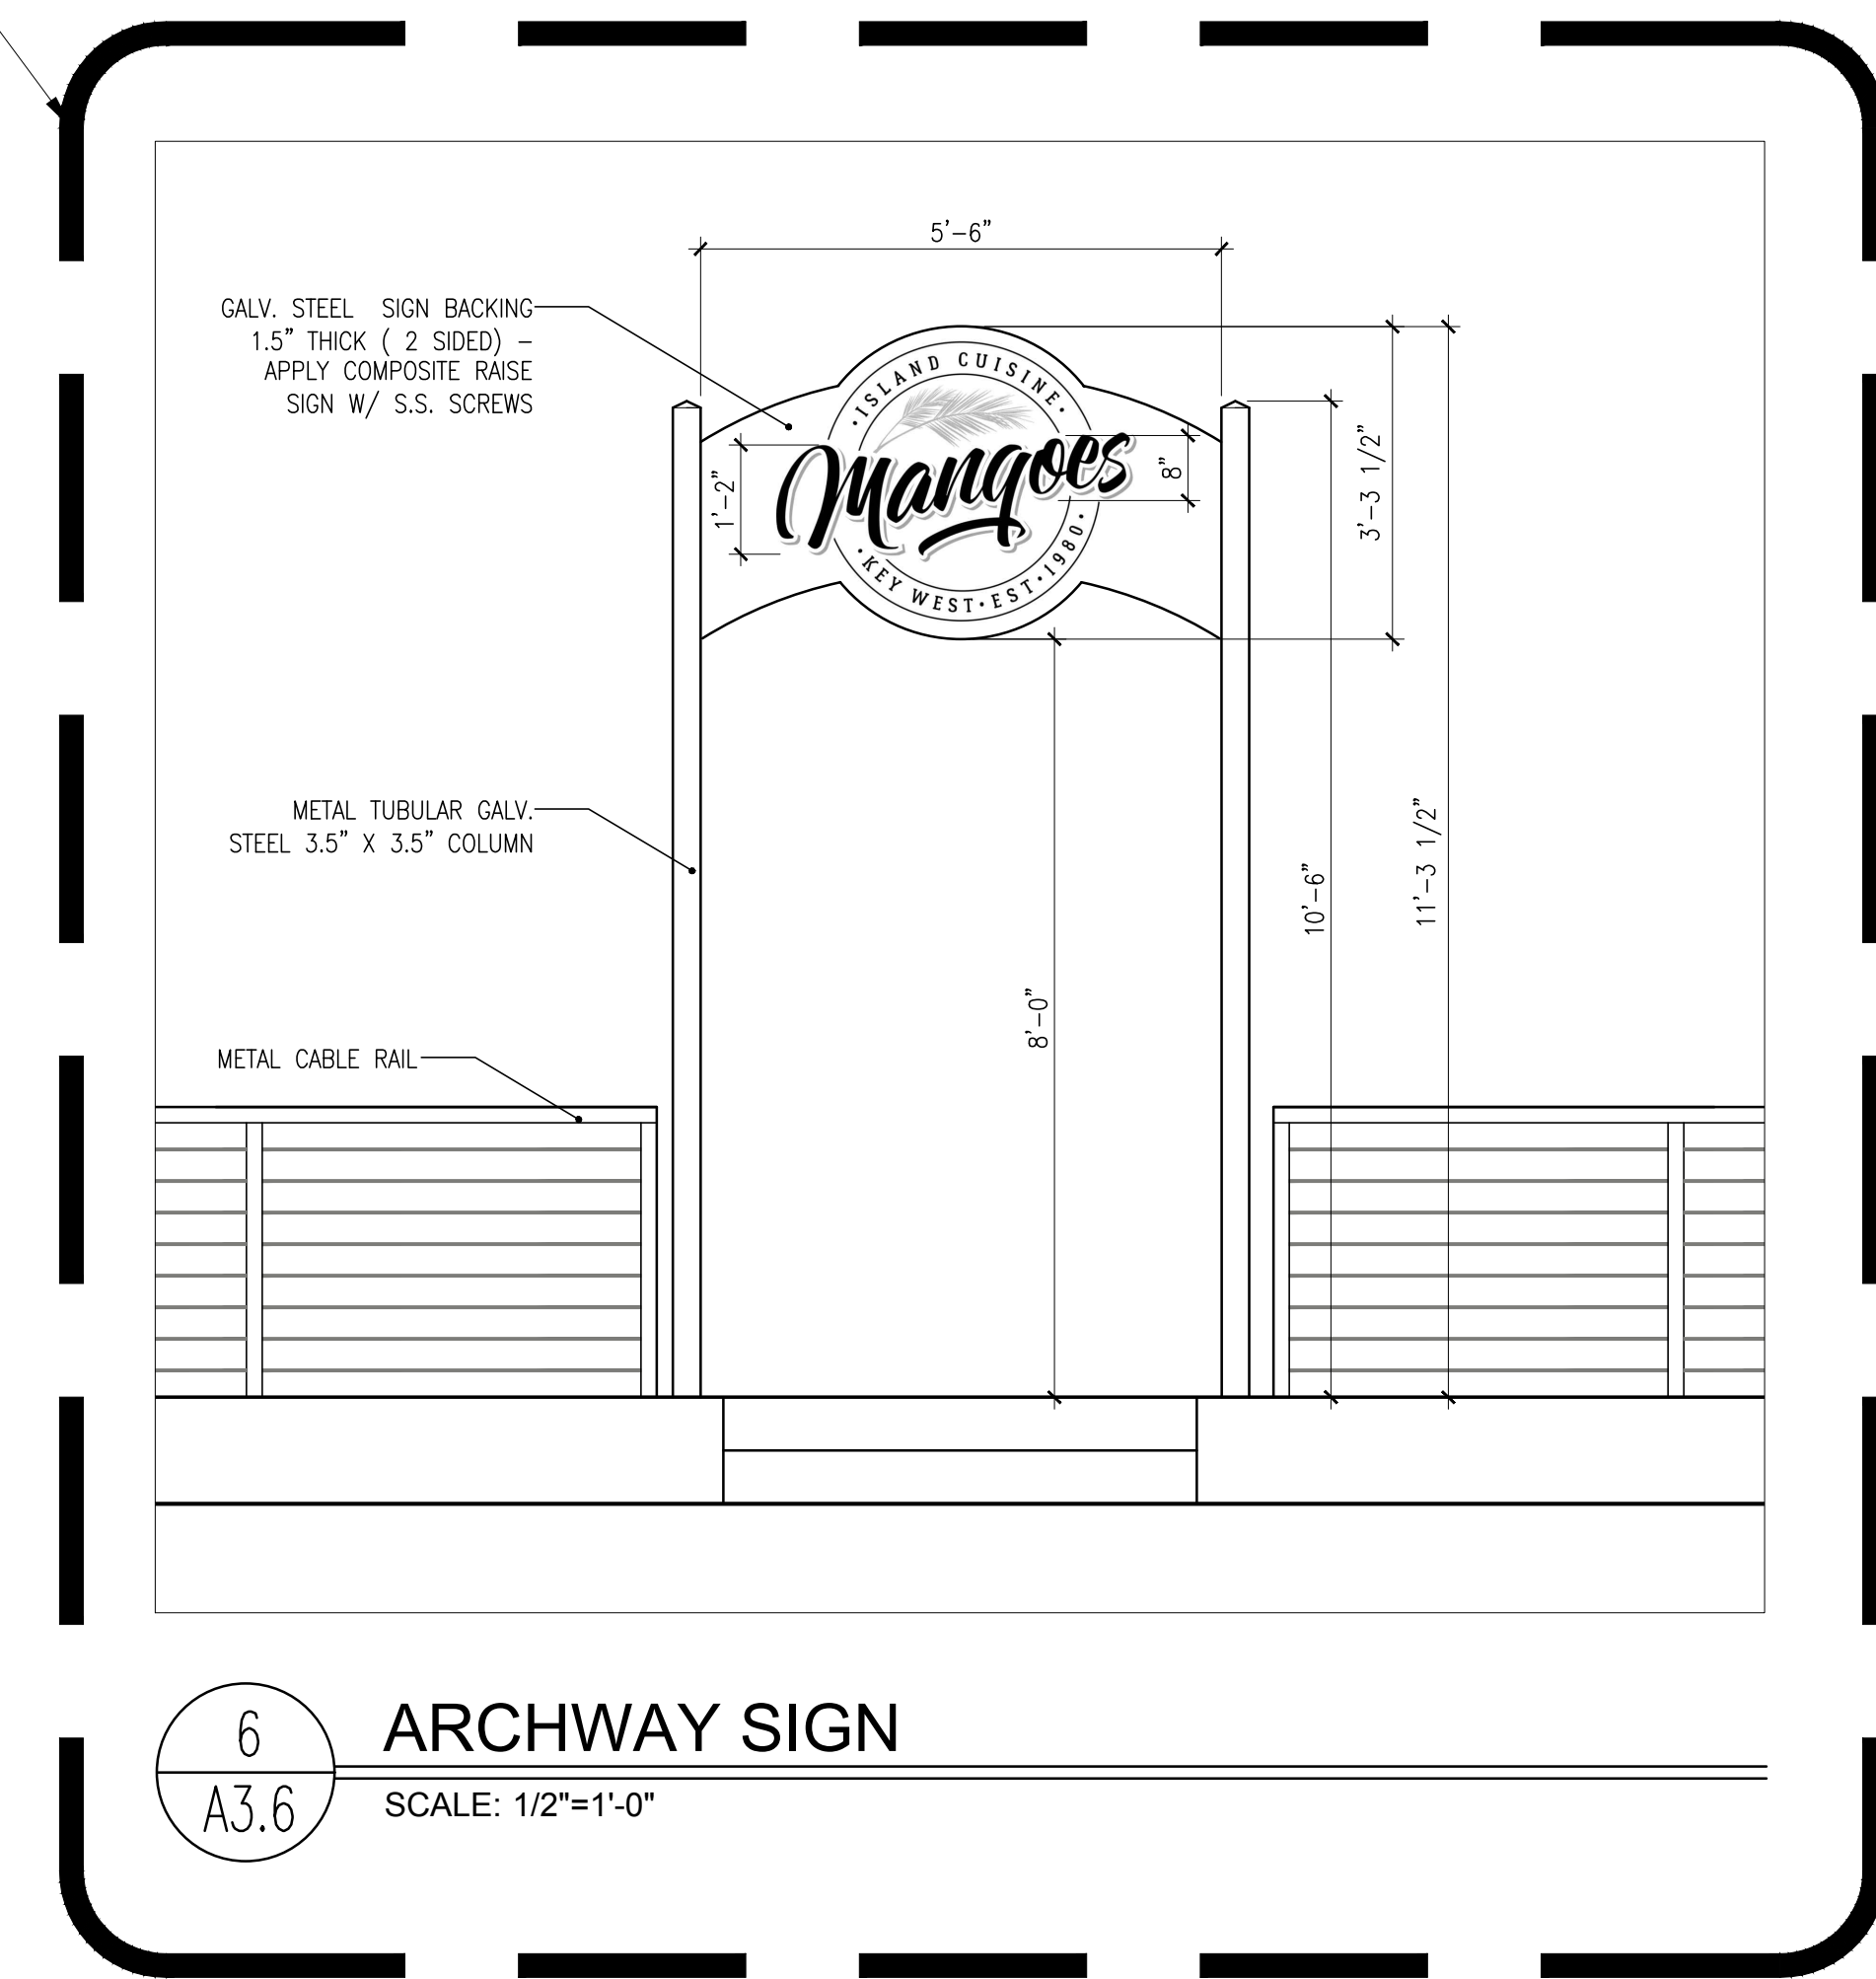 5'-6"
GALV. STEEL SIGN BACKING
1.5" THICK ( 2 SIDED) -
APPLY COMPOSITE RAISE
SIGN W/ S.S. SCREWS
•ISLAND CUISINE•
Mangoes
•KEY WEST•EST•1980•
1'-2"
8"
3'-3 1/2"
METAL TUBULAR GALV.
STEEL 3.5" X 3.5" COLUMN
10'-6"
11'-3 1/2"
8'-0"
METAL CABLE RAIL
6
A3.6
ARCHWAY SIGN
SCALE: 1/2"=1'-0"